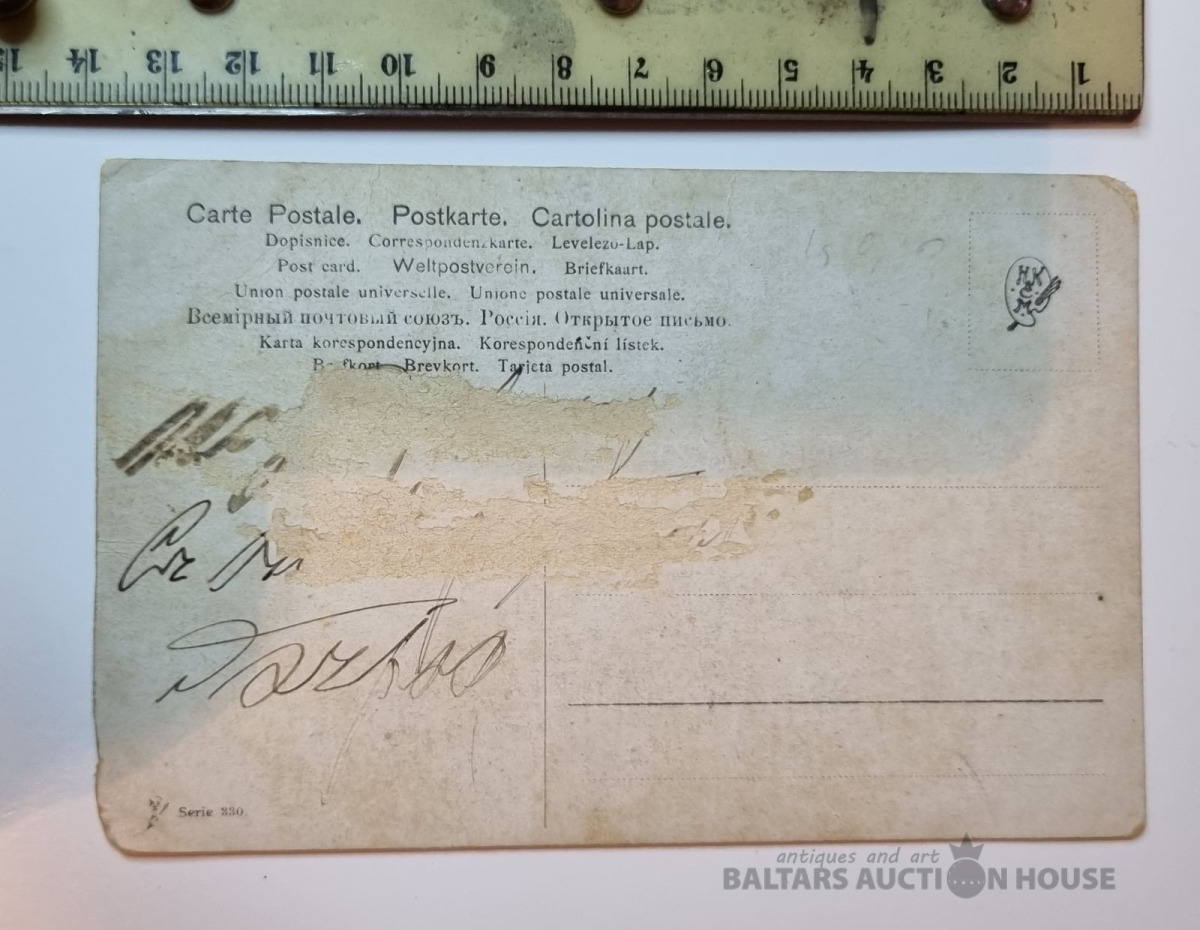 15 14 13 12 11 10 9 8 7 6 5 4 3 2 1
Carte Postale. Postkarte. Cartolina postale.
Dopisnice. Correspondenzkarte. Levelezo-Lap.
Post card. Weltpostverein. Briefkaart.
Union postale universelle. Unione postale universale.
Всемірный почтовый союзъ. Россія. Открытое письмо.
Karta korespondencyjna. Korespondenční lístek.
Brevkort. Tarjeta postal.
HK
&
M
Serie 330.
antiques and art
BALTARS AUCTION HOUSE